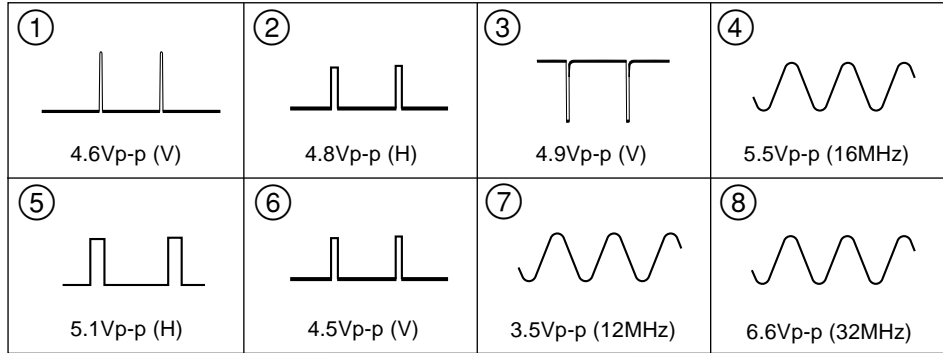 ① ② ③ ④
4.6Vp-p (V) 4.8Vp-p (H) 4.9Vp-p (V) 5.5Vp-p (16MHz)
⑤ ⑥ ⑦ ⑧
5.1Vp-p (H) 4.5Vp-p (V) 3.5Vp-p (12MHz) 6.6Vp-p (32MHz)